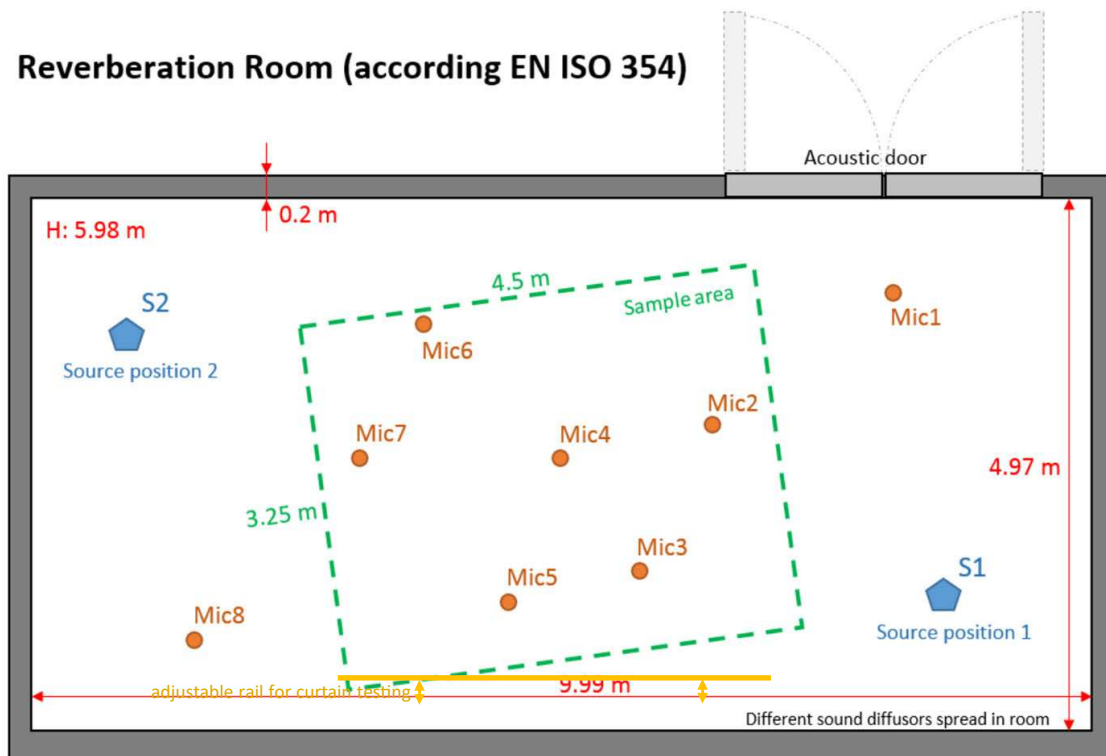 Reverberation Room (according EN ISO 354)
Acoustic door
0.2 m
H: 5.98 m
4.5 m
Sample area
S2
Source position 2
Mic1
Mic6
Mic2
Mic7
Mic4
4.97 m
3.25 m
Mic3
S1
Mic5
Mic8
Source position 1
adjustable rail for curtain testing
9.99 m
Different sound diffusors spread in room